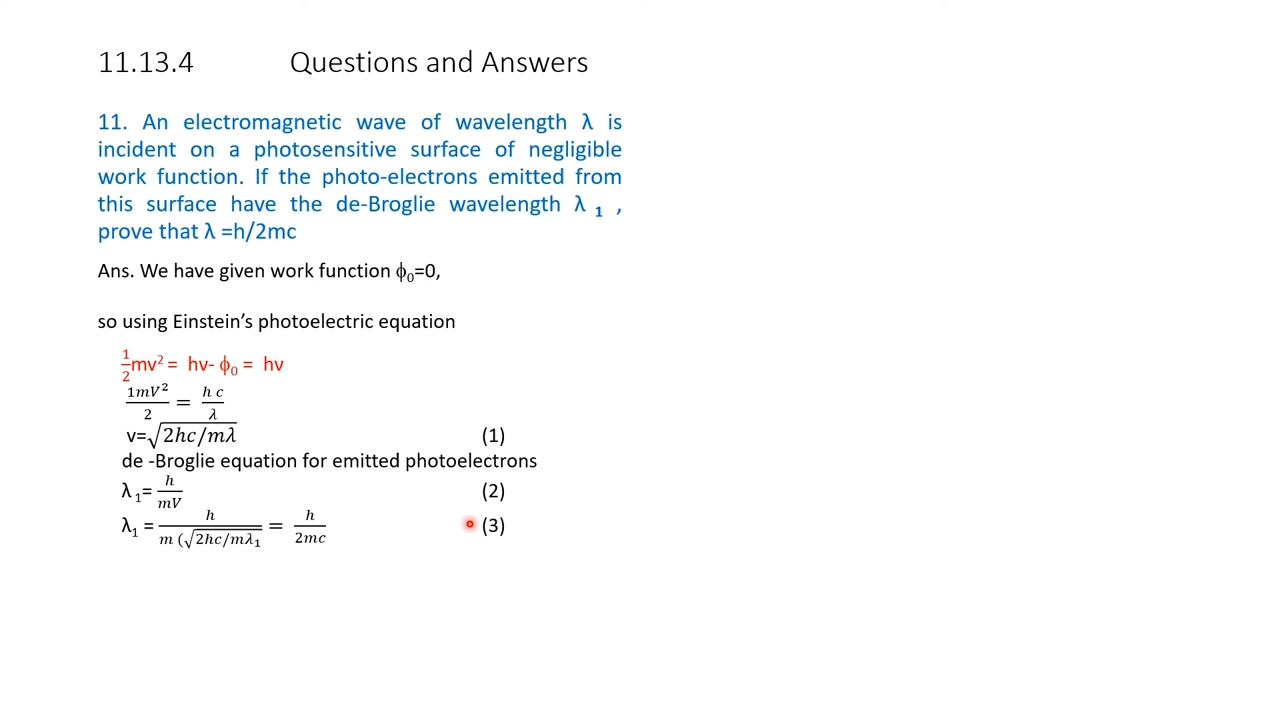 11.13.4 Questions and Answers
11. An electromagnetic wave of wavelength λ is
incident on a photosensitive surface of negligible
work function. If the photo-electrons emitted from
this surface have the de-Broglie wavelength λ ₁ ,
prove that λ =h/2mc
Ans. We have given work function ϕ₀=0,
so using Einstein’s photoelectric equation
1/2 mv² = hν- ϕ₀ = hν
1mV²/2 = h c/λ
v=√2hc/mλ (1)
de -Broglie equation for emitted photoelectrons
λ ₁= h/mV (2)
λ₁ = h/m (√2hc/mλ₁ = h/2mc (3)